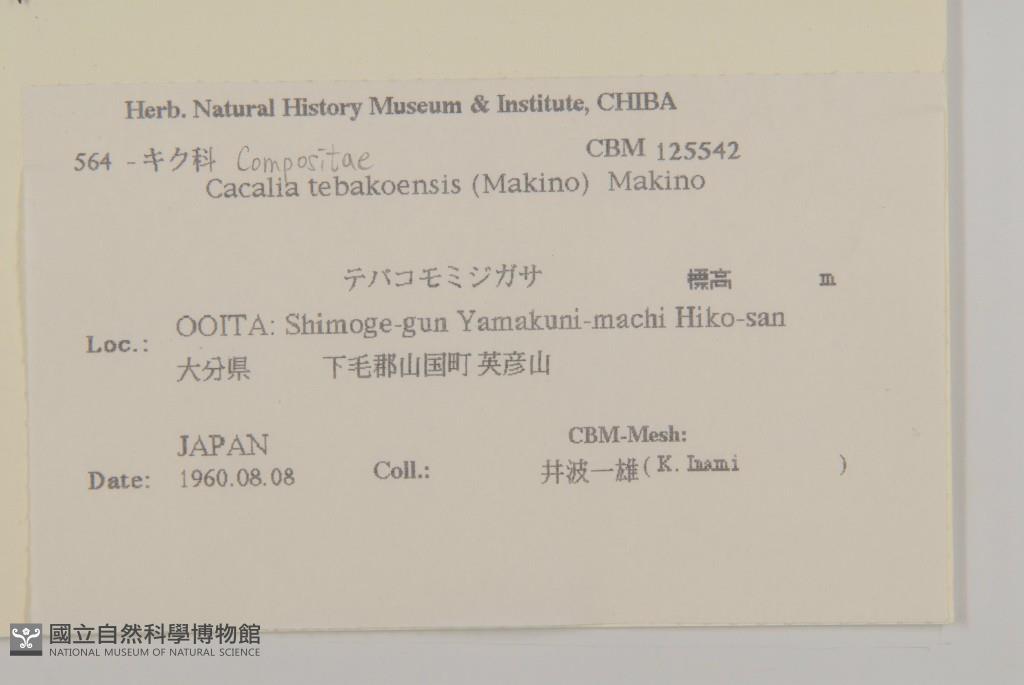 Herb. Natural History Museum & Institute, CHIBA
564 - キク科 Compositae CBM 125542
Cacalia tebakoensis (Makino) Makino
テバコモミジガサ 標高 m
Loc.: OOITA: Shimoge-gun Yamakuni-machi Hiko-san
大分県 下毛郡山国町 英彦山
JAPAN CBM-Mesh:
Date: 1960.08.08 Coll.: 井波一雄 ( K. Inami )
國立自然科學博物館
NATIONAL MUSEUM OF NATURAL SCIENCE